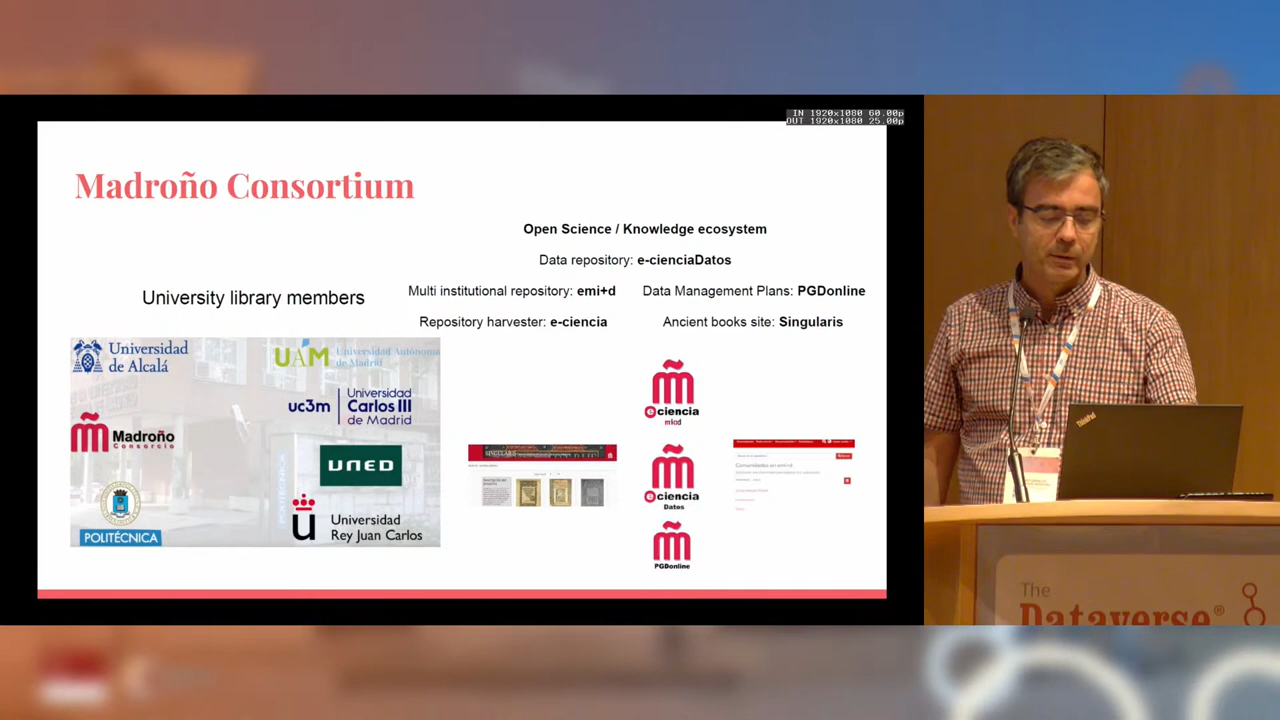 IN 1920x1080 60.00p
OUT 1920x1080 25.00p
Madroño Consortium
Open Science / Knowledge ecosystem
Data repository: e-cienciaDatos
Multi institutional repository: emi+d
Data Management Plans: PGDonline
Repository harvester: e-ciencia
Ancient books site: Singularis
University library members
Universidad
de Alcalá
UAM Universidad Autónoma
de Madrid
uc3m Universidad
Carlos III
de Madrid
Madroño
Consorcio
UNED
POLITÉCNICA
u Universidad
Rey Juan Carlos
m
eciencia
m
eciencia
Datos
m
PGDonline
SINGULARIS
ThinkPad
The
Dataverse®